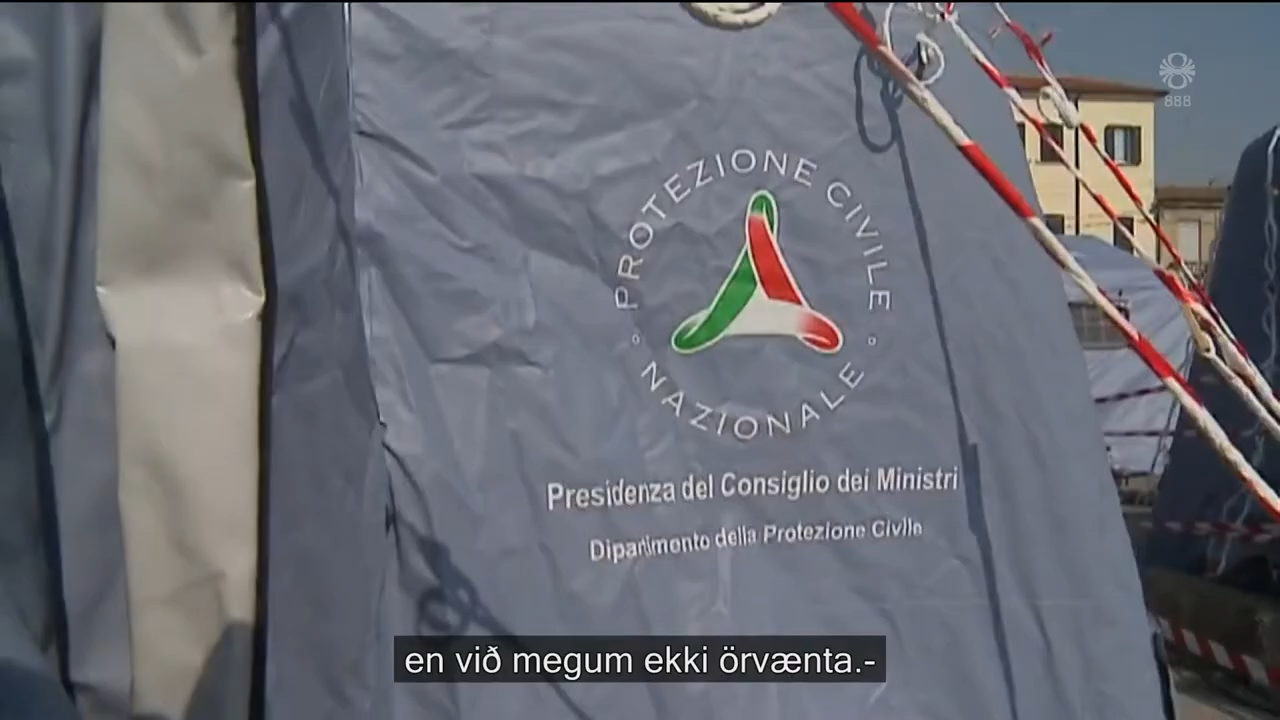 888
PROTEZIONE CIVILE
NAZIONALE
Presidenza del Consiglio dei Ministri
Dipartimento della Protezione Civile
en við megum ekki örvænta.-